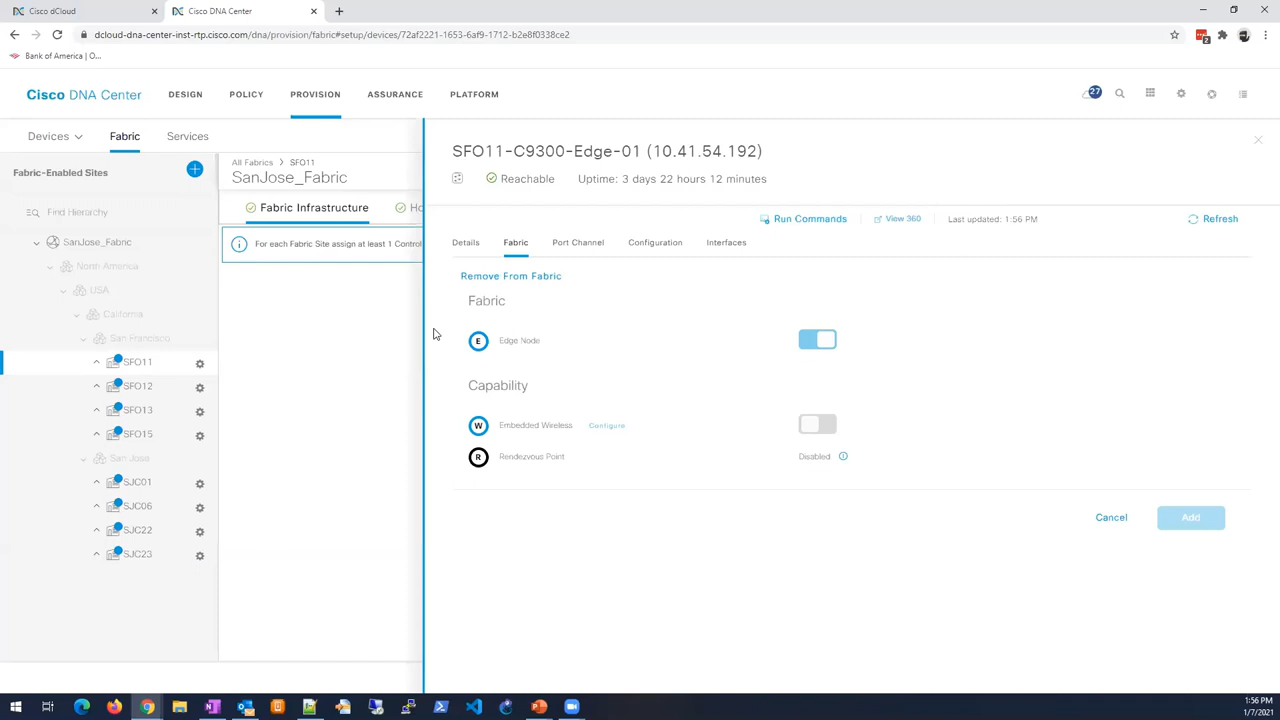 Cisco dCloud
Cisco DNA Center
dcloud-dna-center-inst-rtp.cisco.com/dna/provision/fabric#setup/devices/72af2221-1653-6af9-1712-b2e8f0338ce2
2
Bank of America | O...
Cisco DNA Center
DESIGN
POLICY
PROVISION
ASSURANCE
PLATFORM
27
Devices
Fabric
Services
Fabric-Enabled Sites
Find Hierarchy
SanJose_Fabric
North America
USA
California
San Francisco
SFO11
SFO12
SFO13
SFO15
San Jose
SJC01
SJC06
SJC22
SJC23
All Fabrics > SFO11
SanJose_Fabric
Fabric Infrastructure
Ho
For each Fabric Site assign at least 1 Control
SFO11-C9300-Edge-01 (10.41.54.192)
Reachable
Uptime: 3 days 22 hours 12 minutes
Run Commands
View 360
Last updated: 1:56 PM
Refresh
Details
Fabric
Port Channel
Configuration
Interfaces
Remove From Fabric
Fabric
E
Edge Node
Capability
W
Embedded Wireless
Configure
R
Rendezvous Point
Disabled
Cancel
Add
1:56 PM
1/7/2021